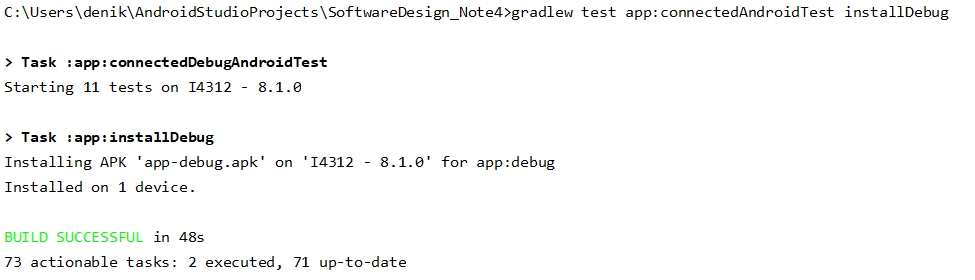 C:\Users\denik\AndroidStudioProjects\SoftwareDesign_Note4>gradlew test app:connectedAndroidTest installDebug
> Task :app:connectedDebugAndroidTest
Starting 11 tests on I4312 - 8.1.0
> Task :app:installDebug
Installing APK 'app-debug.apk' on 'I4312 - 8.1.0' for app:debug
Installed on 1 device.
BUILD SUCCESSFUL in 48s
73 actionable tasks: 2 executed, 71 up-to-date